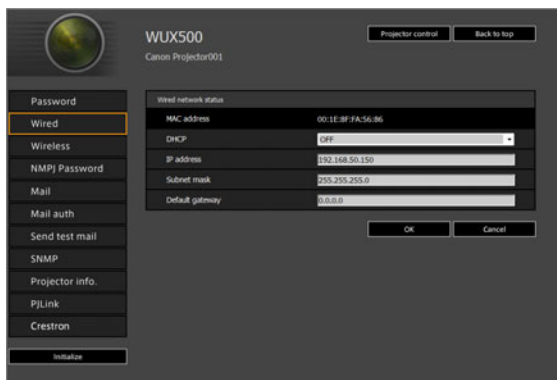 WUX500
Canon Projector001
Projector control
Back to top
Password
Wired
Wireless
NMPJ Password
Mail
Mail auth
Send test mail
SNMP
Projector info.
PJLink
Crestron
Initialize
Wired network status
MAC address 00:1E:8F:FA:56:86
DHCP OFF
IP address 192.168.50.150
Subnet mask 255.255.255.0
Default gateway 0.0.0.0
OK
Cancel